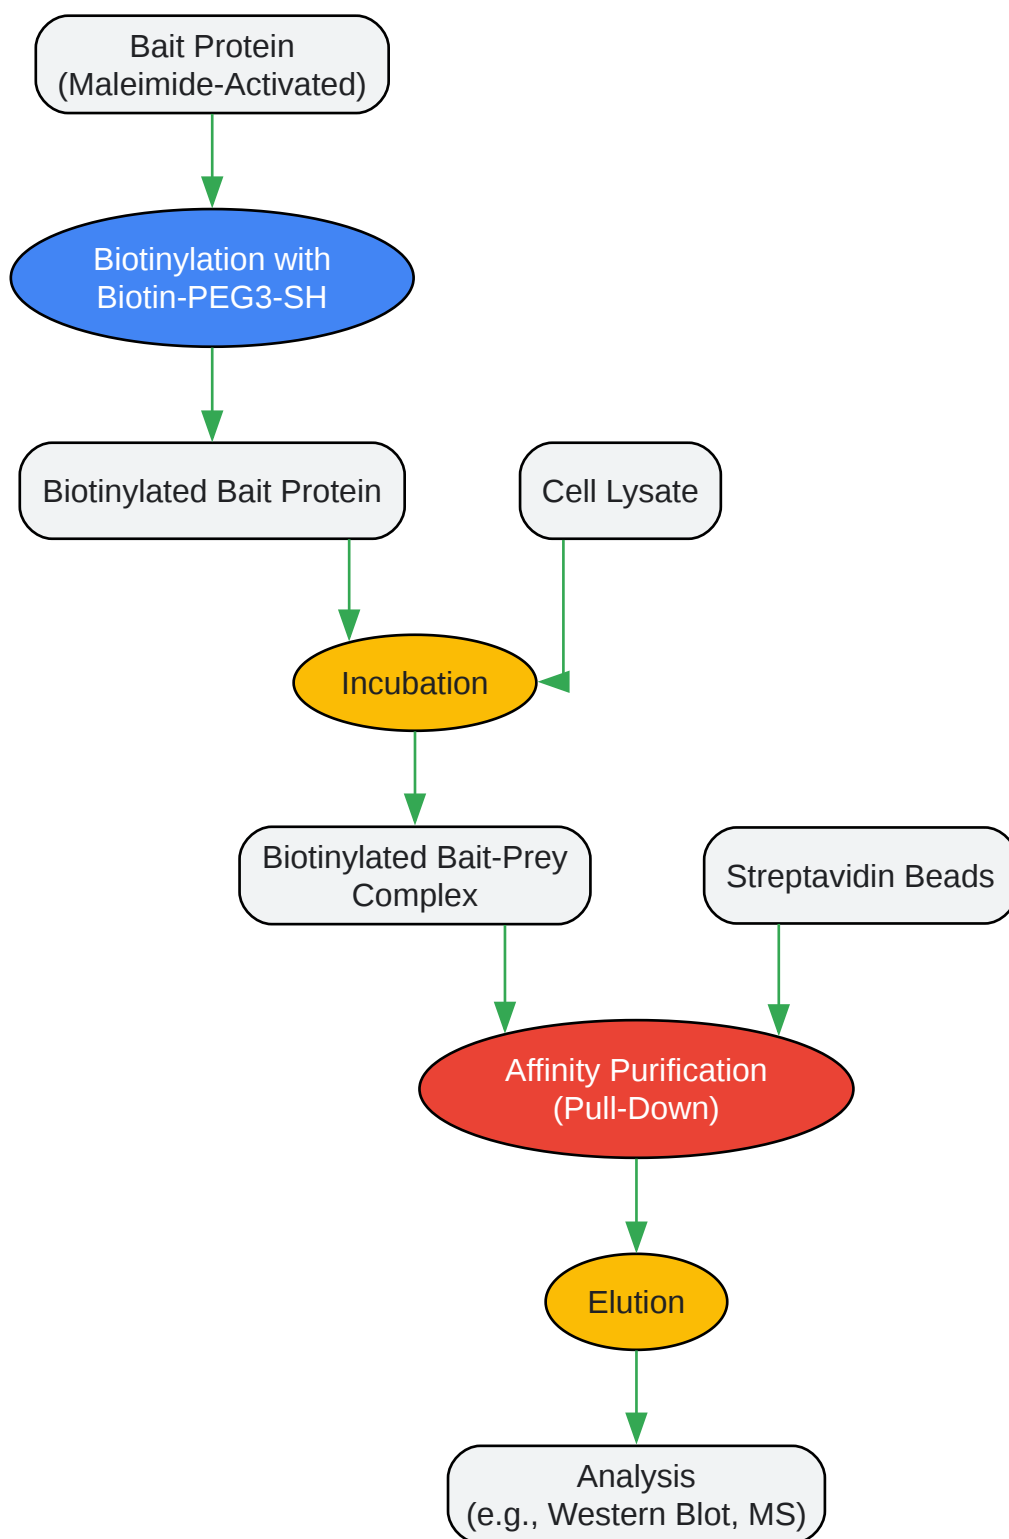 Bait Protein
(Maleimide-Activated)
Biotinylation with
Biotin-PEG3-SH
Biotinylated Bait Protein
Cell Lysate
Incubation
Biotinylated Bait-Prey
Complex
Streptavidin Beads
Affinity Purification
(Pull-Down)
Elution
Analysis
(e.g., Western Blot, MS)